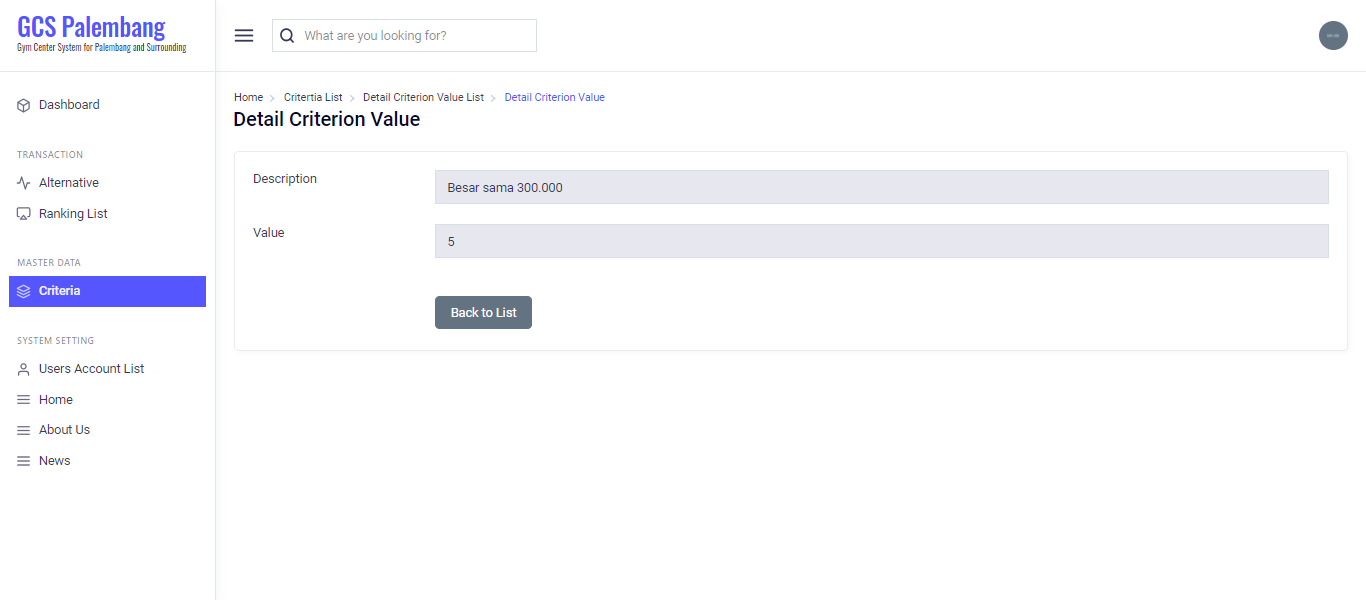 GCS Palembang
Gym Center System for Palembang and Surrounding
What are you looking for?
Dashboard
TRANSACTION
Alternative
Ranking List
MASTER DATA
Criteria
SYSTEM SETTING
Users Account List
Home
About Us
News
Home > Critertia List > Detail Criterion Value List > Detail Criterion Value
Detail Criterion Value
Description
Besar sama 300.000
Value
5
Back to List